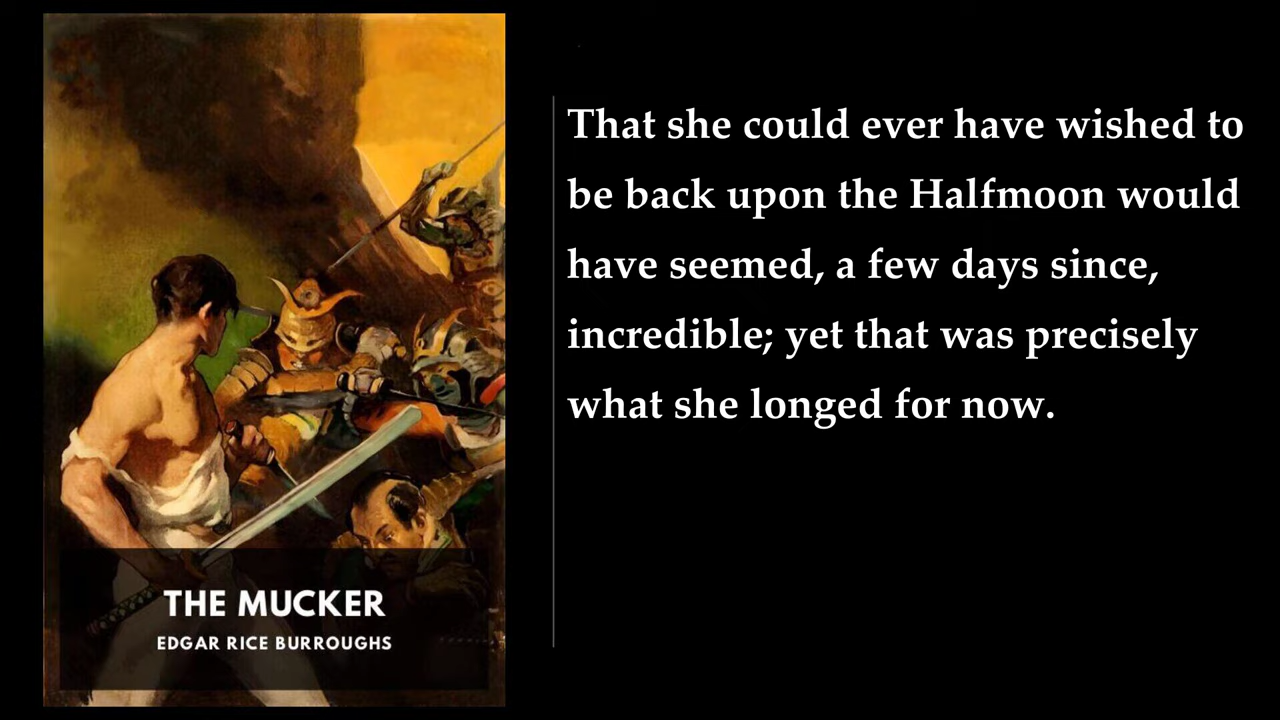 THE MUCKER
EDGAR RICE BURROUGHS
That she could ever have wished to
be back upon the Halfmoon would
have seemed, a few days since,
incredible; yet that was precisely
what she longed for now.